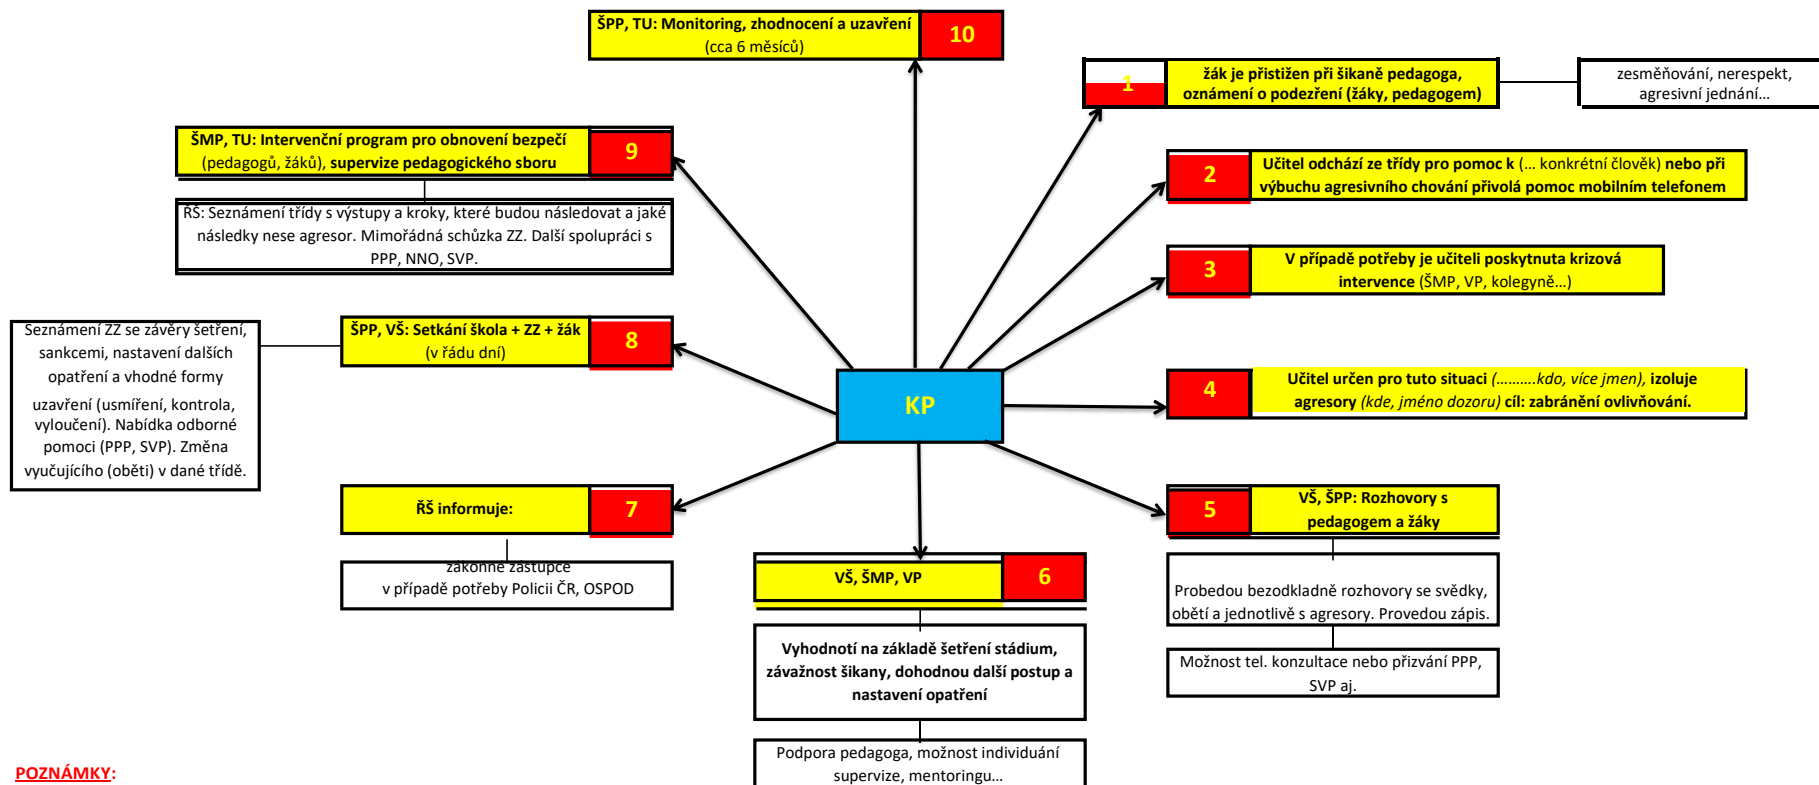 ŠPP, TU: Monitoring, zhodnocení a uzavření
(cca 6 měsíců)
10
1
žák je přistižen při šikaně pedagoga,
oznámení o podezření (žáky, pedagogem)
zesměňování, nerespekt,
agresivní jednání…
ŠMP, TU: Intervenční program pro obnovení bezpečí
(pedagogů, žáků), supervize pedagogického sboru
9
ŘŠ: Seznámení třídy s výstupy a kroky, které budou následovat a jaké
následky nese agresor. Mimořádná schůzka ZZ. Další spolupráci s
PPP, NNO, SVP.
2
Učitel odchází ze třídy pro pomoc k (… konkrétní člověk) nebo při
výbuchu agresivního chování přivolá pomoc mobilním telefonem
3
V případě potřeby je učiteli poskytnuta krizová
intervence (ŠMP, VP, kolegyně…)
Seznámení ZZ se závěry šetření,
sankcemi, nastavení dalších
opatření a vhodné formy
uzavření (usmíření, kontrola,
vyloučení). Nabídka odborné
pomoci (PPP, SVP). Změna
vyučujícího (oběti) v dané třídě.
ŠPP, VŠ: Setkání škola + ZZ + žák
(v řádu dní)
8
KP
4
Učitel určen pro tuto situaci (……….kdo, více jmen), izoluje
agresory (kde, jméno dozoru) cíl: zabránění ovlivňování.
ŘŠ informuje:
7
zákonné zástupce
v případě potřeby Policii ČR, OSPOD
5
VŠ, ŠPP: Rozhovory s
pedagogem a žáky
Probedou bezodkladně rozhovory se svědky,
obětí a jednotlivě s agresory. Provedou zápis.
Možnost tel. konzultace nebo přizvání PPP,
SVP aj.
VŠ, ŠMP, VP
6
Vyhodnotí na základě šetření stádium,
závažnost šikany, dohodnou další postup a
nastavení opatření
Podpora pedagoga, možnost individuání
supervize, mentoringu…
POZNÁMKY: